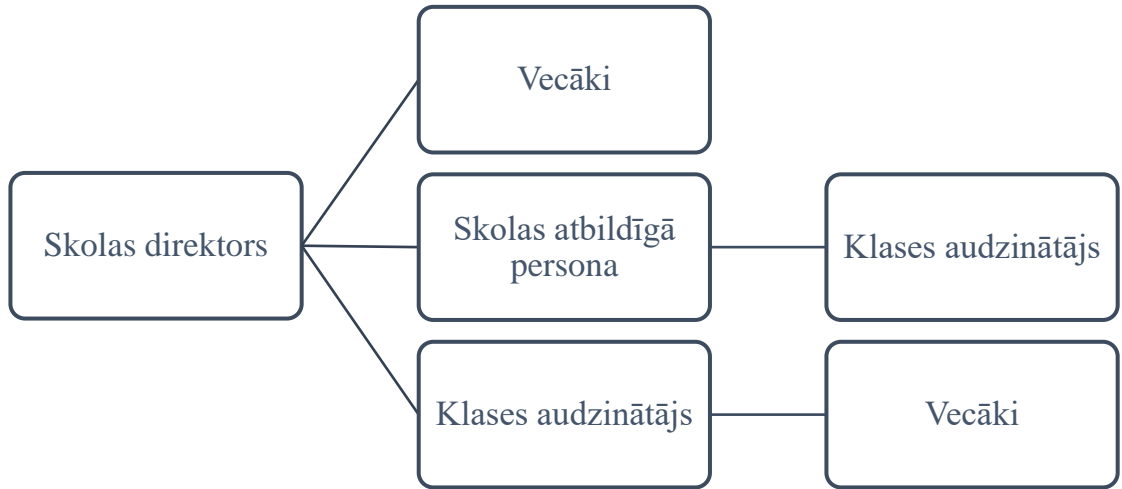 Vecāki
Skolas direktors
Skolas atbildīgā
persona
Klases audzinātājs
Klases audzinātājs
Vecāki